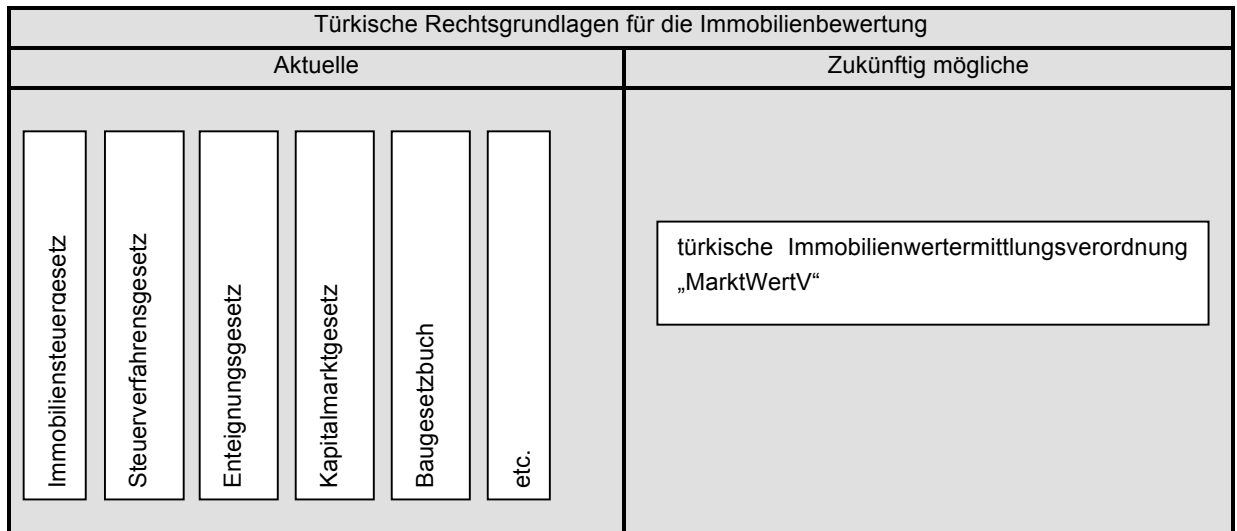 Türkische Rechtsgrundlagen für die Immobilienbewertung
Aktuelle
Zukünftig mögliche
Immobiliensteuergesetz
Steuerverfahrensgesetz
Enteignungsgesetz
Kapitalmarktgesetz
Baugesetzbuch
etc.
türkische Immobilienwertermittlungsverordnung
„MarktWertV“